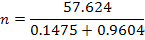 n = 57.624 / 0.1475 + 0.9604